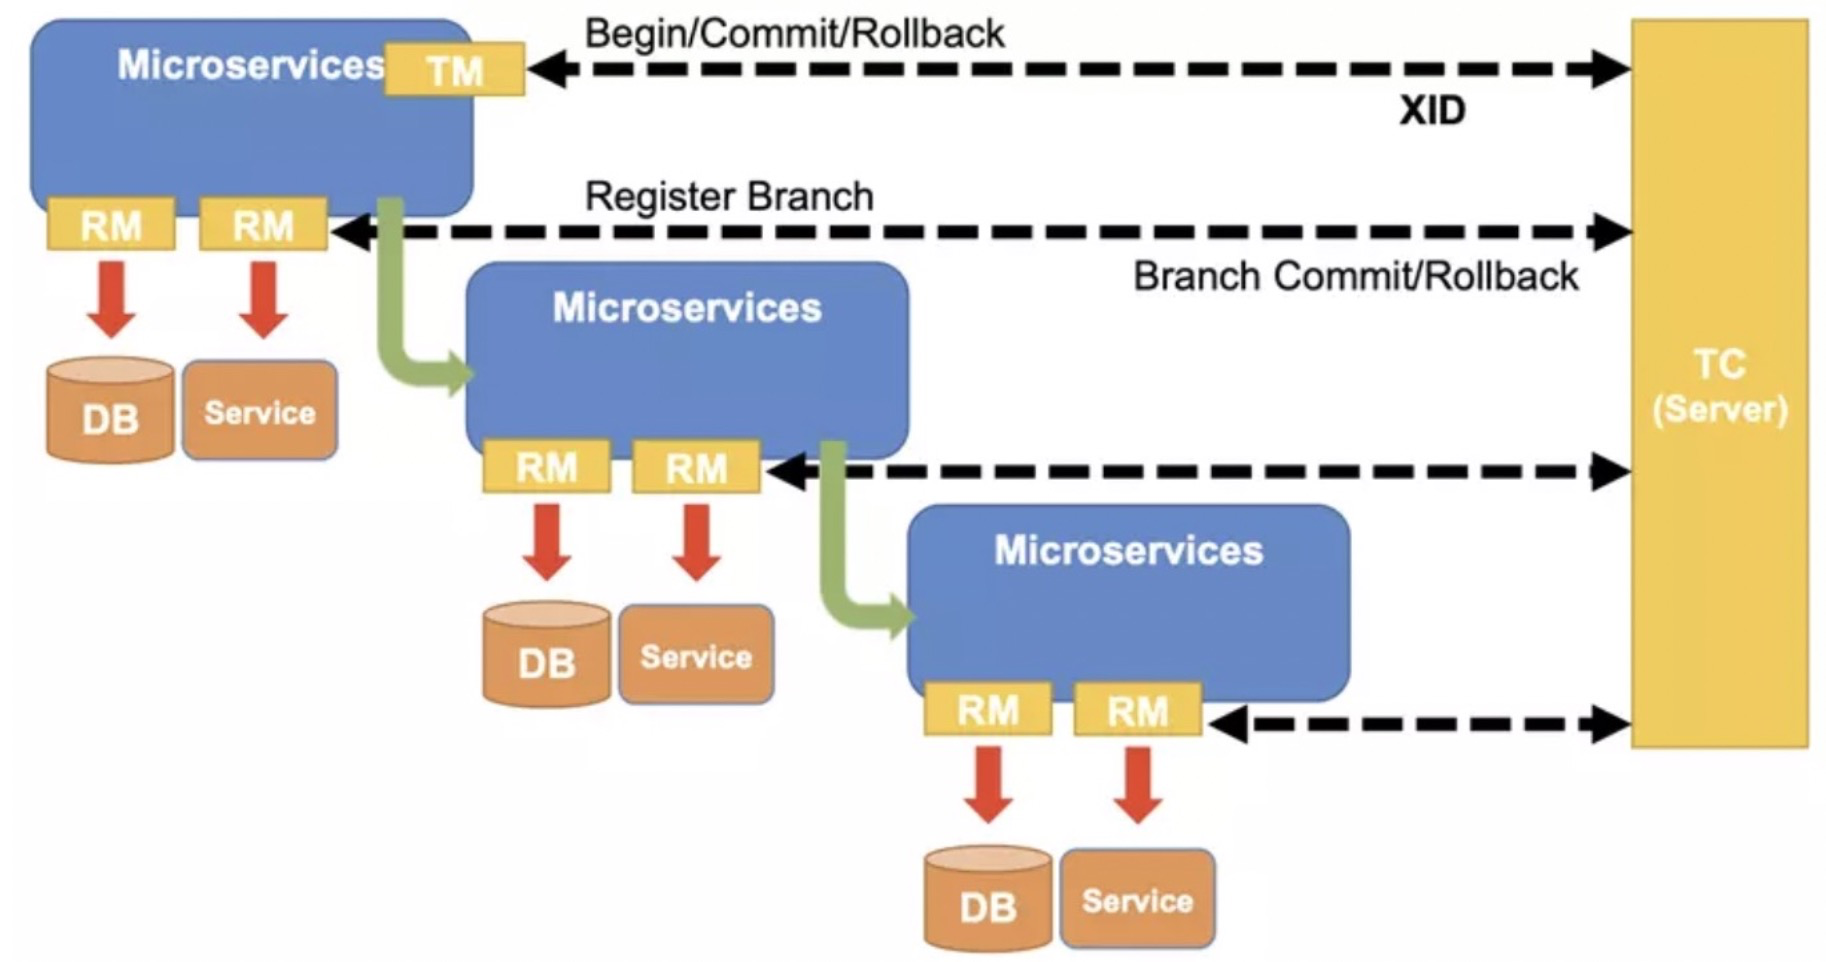 Begin/Commit/Rollback
Microservices
TM
XID
Register Branch
RM
RM
Branch Commit/Rollback
Microservices
TC
(Server)
DB
Service
RM
RM
Microservices
DB
Service
RM
RM
DB
Service